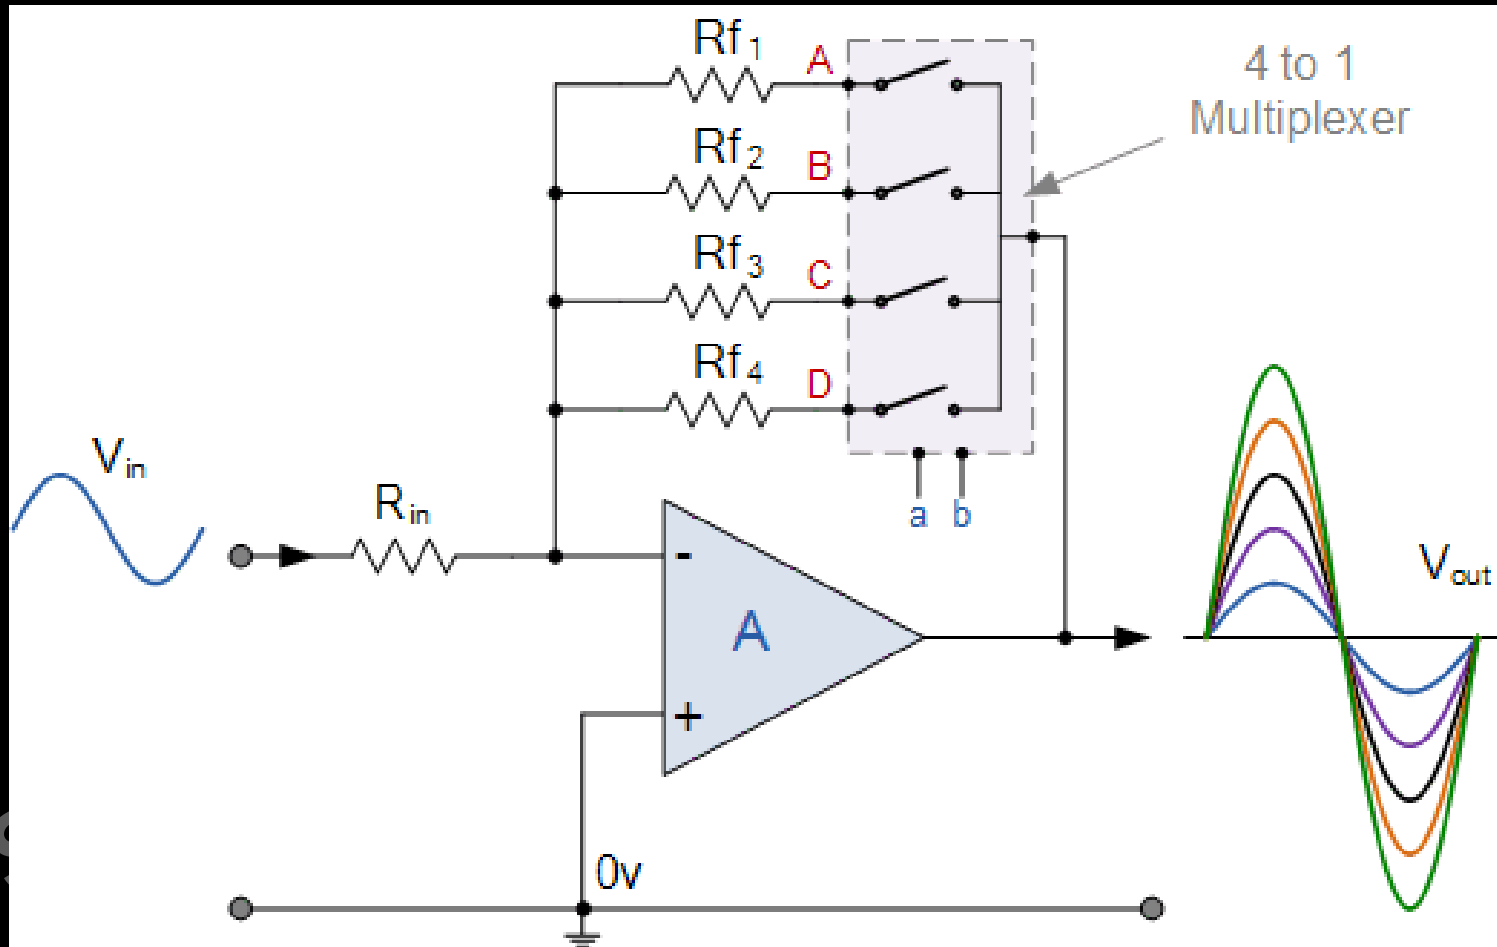 Rf1
A
4 to 1
Multiplexer
Rf2
B
Rf3
C
Rf4
D
Vin
Rin
a b
-
A
+
Vout
0v